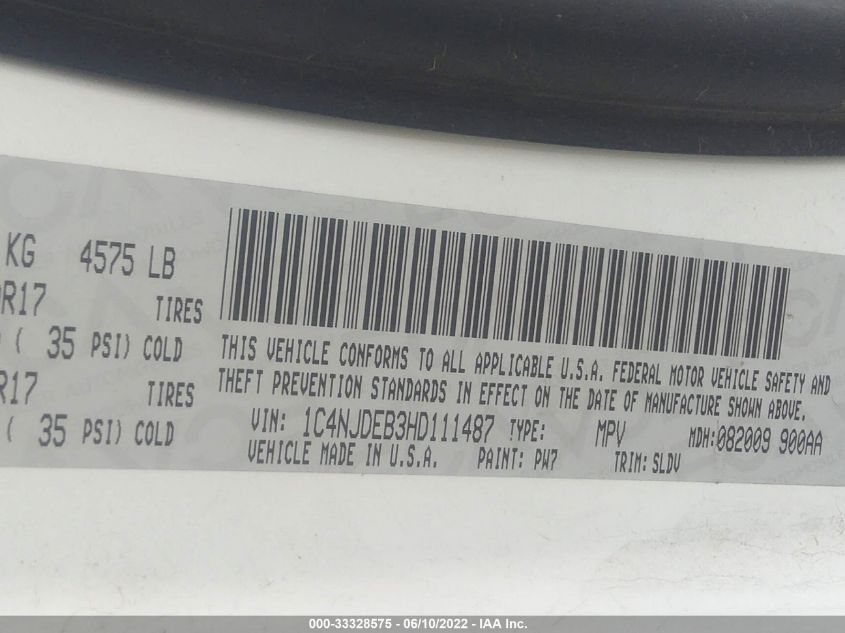 KG 4575 LB
R17 TIRES
( 35 PSI) COLD
R17 TIRES
( 35 PSI) COLD
THIS VEHICLE CONFORMS TO ALL APPLICABLE U.S.A. FEDERAL MOTOR VEHICLE SAFETY AND
THEFT PREVENTION STANDARDS IN EFFECT ON THE DATE OF MANUFACTURE SHOWN ABOVE.
VIN: 1C4NJDEB3HD111487 TYPE: MPV MDH: 082009 900AA
VEHICLE MADE IN U.S.A. PAINT: PW7 TRIM: SLDV
000-33328575 - 06/10/2022 - IAA Inc.